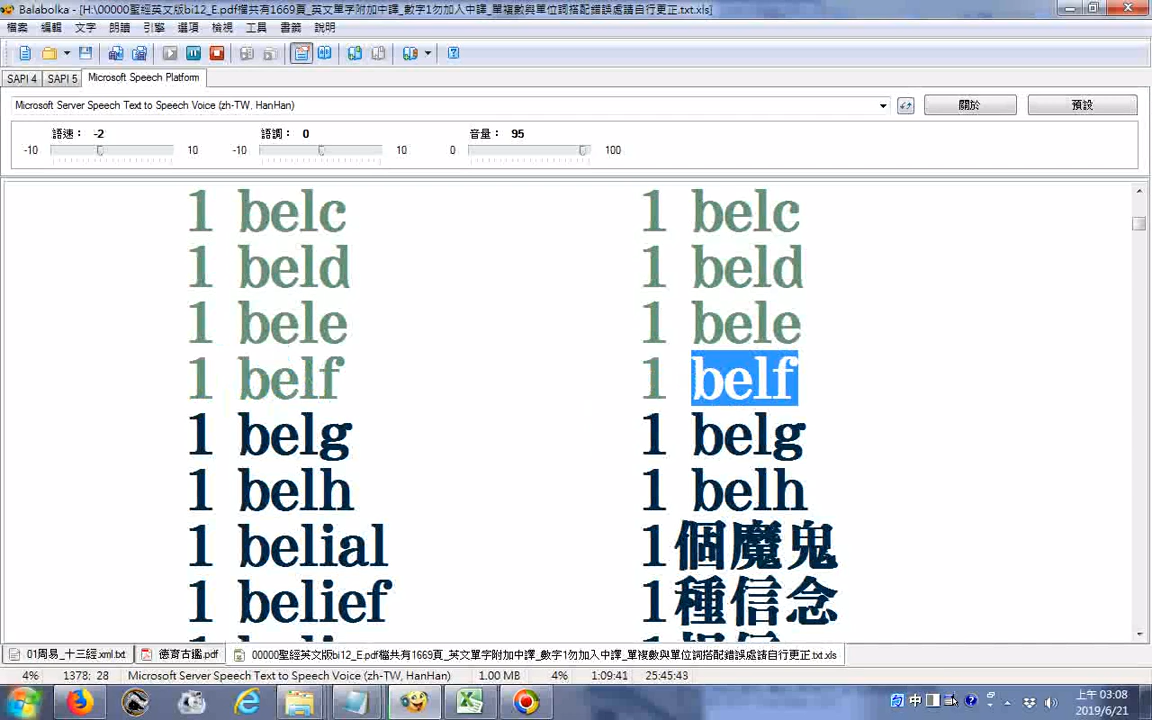 Balabolka - [H:\00000聖經英文版bi12_E.pdf檔共有1669頁_英文單字附加中譯_數字1勿加入中譯_單複數與單位詞搭配錯誤處請自行更正.txt.xls]
檔案 編輯 文字 朗讀 引擎 選項 檢視 工具 書籤 說明
SAPI 4 SAPI 5 Microsoft Speech Platform
Microsoft Server Speech Text to Speech Voice (zh-TW, HanHan) 關於 預設
語速： -2 語調： 0 音量： 95
-10 10 -10 10 0 100
1 belc 1 belc
1 beld 1 beld
1 bele 1 bele
1 belf 1 belf
1 belg 1 belg
1 belh 1 belh
1 belial 1個魔鬼
1 belief 1種信念
01周易_十三經.xml.txt 德育古鑑.pdf 00000聖經英文版bi12_E.pdf檔共有1669頁_英文單字附加中譯_數字1勿加入中譯_單複數與單位詞搭配錯誤處請自行更正.txt.xls
4% 1378: 28 Microsoft Server Speech Text to Speech Voice (zh-TW, HanHan) 1.00 MB 4% 1:09:41 25:45:43
中 上午 03:08
2019/6/21